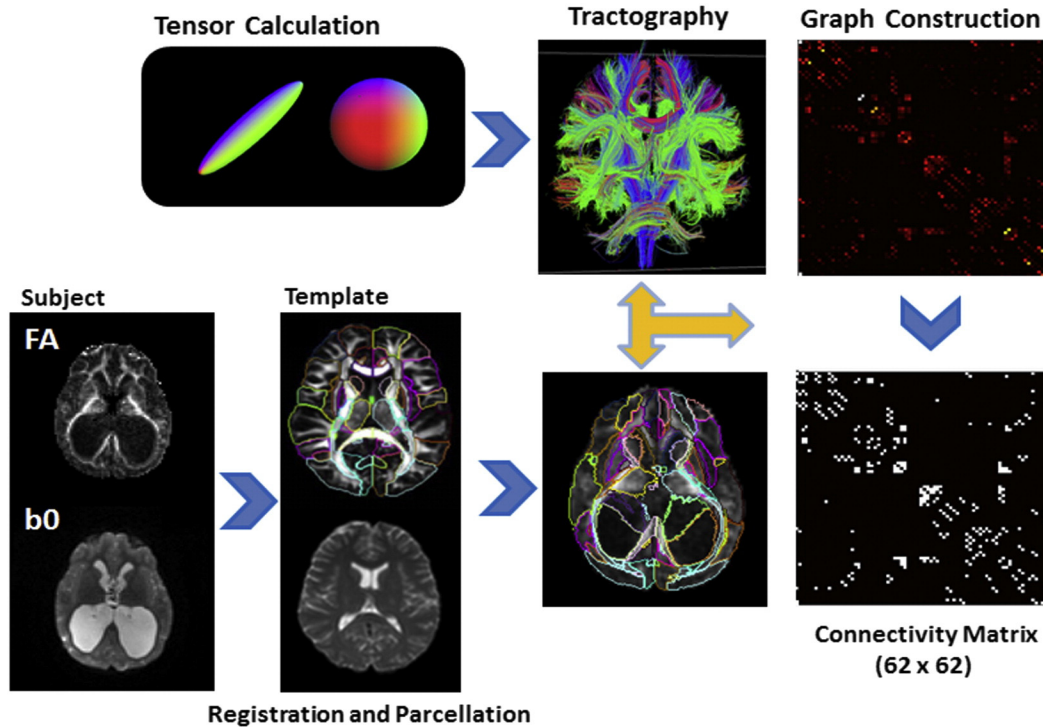 Tensor Calculation
Tractography
Graph Construction
Subject
Template
FA
b0
Connectivity Matrix
(62 x 62)
Registration and Parcellation